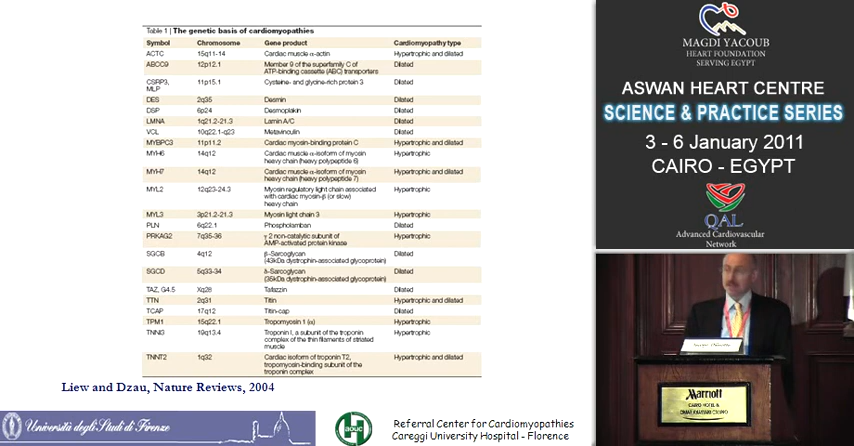 Table 1 | The genetic basis of cardiomyopathies
Symbol Chromosome Gene product Cardiomyopathy type
ACTC 15q11-14 Cardiac muscle α-actin Hypertrophic and dilated
ABCC9 12p12.1 Member 9 of the superfamily C of Dilated
ATP-binding cassette (ABC) transporters
CSRP3, 11p15.1 Cysteine- and glycine-rich protein 3 Dilated
MLP
DES 2q35 Desmin Dilated
DSP 6p24 Desmoplakin Dilated
LMNA 1q21.2-21.3 Lamin A/C Dilated
VCL 10q22.1-q23 Metavinculin Dilated
MYBPC3 11p11.2 Cardiac myosin-binding protein C Hypertrophic and dilated
MYH6 14q12 Cardiac muscle α-isoform of myosin Hypertrophic
heavy chain (heavy polypeptide 6)
MYH7 14q12 Cardiac muscle α-isoform of myosin Hypertrophic and dilated
heavy chain (heavy polypeptide 7)
MYL2 12q23-24.3 Myosin regulatory light chain associated Hypertrophic
with cardiac myosin-β (or slow)
heavy chain
MYL3 3p21.2-21.3 Myosin light chain 3 Hypertrophic
PLN 6q22.1 Phospholamban Dilated
PRKAG2 7q35-36 γ 2 non-catalytic subunit of Hypertrophic
AMP-activated protein kinase
SGCB 4q12 β-Sarcoglycan Dilated
(43kDa dystrophin-associated glycoprotein)
SGCD 5q33-34 δ-Sarcoglycan Dilated
(35kDa dystrophin-associated glycoprotein)
TAZ, G4.5 Xq28 Tafazzin Dilated
TTN 2q31 Titin Hypertrophic and dilated
TCAP 17q12 Titin-cap Dilated
TPM1 15q22.1 Tropomyosin 1 (α) Hypertrophic
TNNI3 19q13.4 Troponin I, a subunit of the troponin Hypertrophic
complex of the thin filaments of striated
muscle
TNNT2 1q32 Cardiac isoform of troponin T2, Hypertrophic and dilated
tropomyosin-binding subunit of the
troponin complex
Liew and Dzau, Nature Reviews, 2004
Università degli Studi di Firenze
aouc
Referral Center for Cardiomyopathies
Careggi University Hospital - Florence
MAGDI YACOUB
HEART FOUNDATION
SERVING EGYPT
ASWAN HEART CENTRE
SCIENCE & PRACTICE SERIES
3 - 6 January 2011
CAIRO - EGYPT
QAL
Advanced Cardiovascular
Network
Marriott
CAIRO HOTEL &
OMAR KHAYYAM CASINO